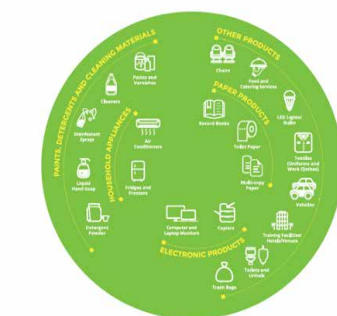 PAINTS, DETERGENTS AND CLEANING MATERIALS
Paints and
Varnishes
Cleaners
Disinfectant
Sprays
Liquid
Hand Soap
Detergent
Powder
HOUSEHOLD APPLIANCES
Air
Conditioners
Fridges and
Freezers
OTHER PRODUCTS
Chairs
Food and
Catering Services
LED Lights/
Bulbs
Textiles
(Uniforms and
Work Clothes)
Vehicles
Training Facilities/
Hotels/Venues
Toilets and
Urinals
Trash Bags
PAPER PRODUCTS
Record Books
Toilet Paper
Multi-copy
Paper
ELECTRONIC PRODUCTS
Computer and
Laptop Monitors
Copiers